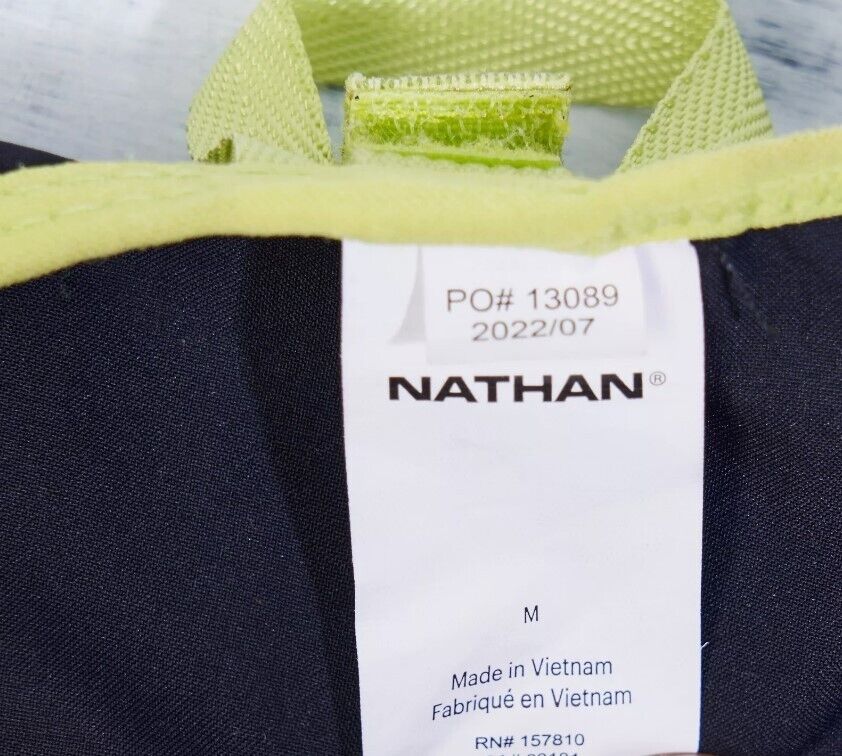 PO# 13089
2022/07
NATHAN®
M
Made in Vietnam
Fabriqué en Vietnam
RN# 157810